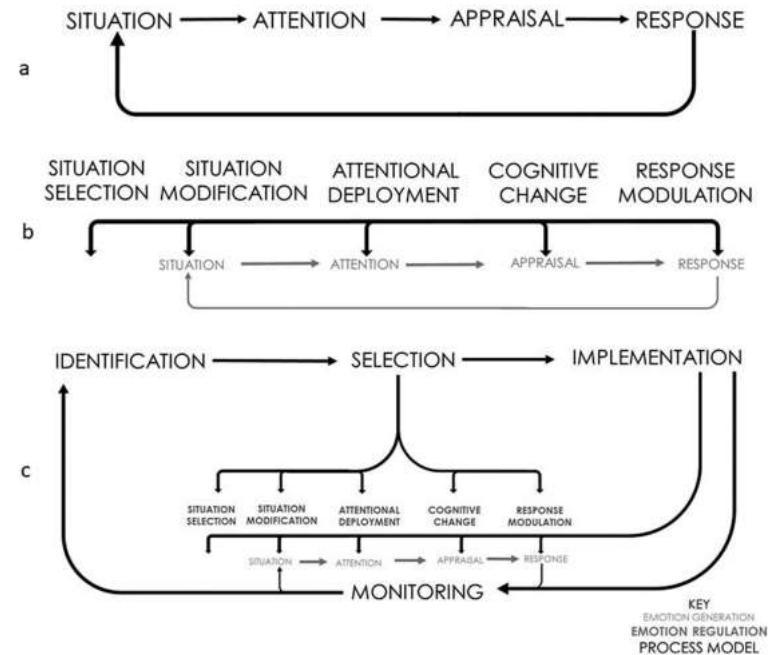 SITUATION ATTENTION APPRAISAL RESPONSE
a
SITUATION SELECTION
SITUATION MODIFICATION
ATTENTIONAL DEPLOYMENT
COGNITIVE CHANGE
RESPONSE MODULATION
b
SITUATION ATTENTION APPRAISAL RESPONSE
IDENTIFICATION SELECTION IMPLEMENTATION
c
SITUATION SELECTION
SITUATION MODIFICATION
ATTENTIONAL DEPLOYMENT
COGNITIVE CHANGE
RESPONSE MODULATION
SITUATION ATTENTION APPRAISAL RESPONSE
MONITORING
KEY
EMOTION GENERATION
EMOTION REGULATION
PROCESS MODEL